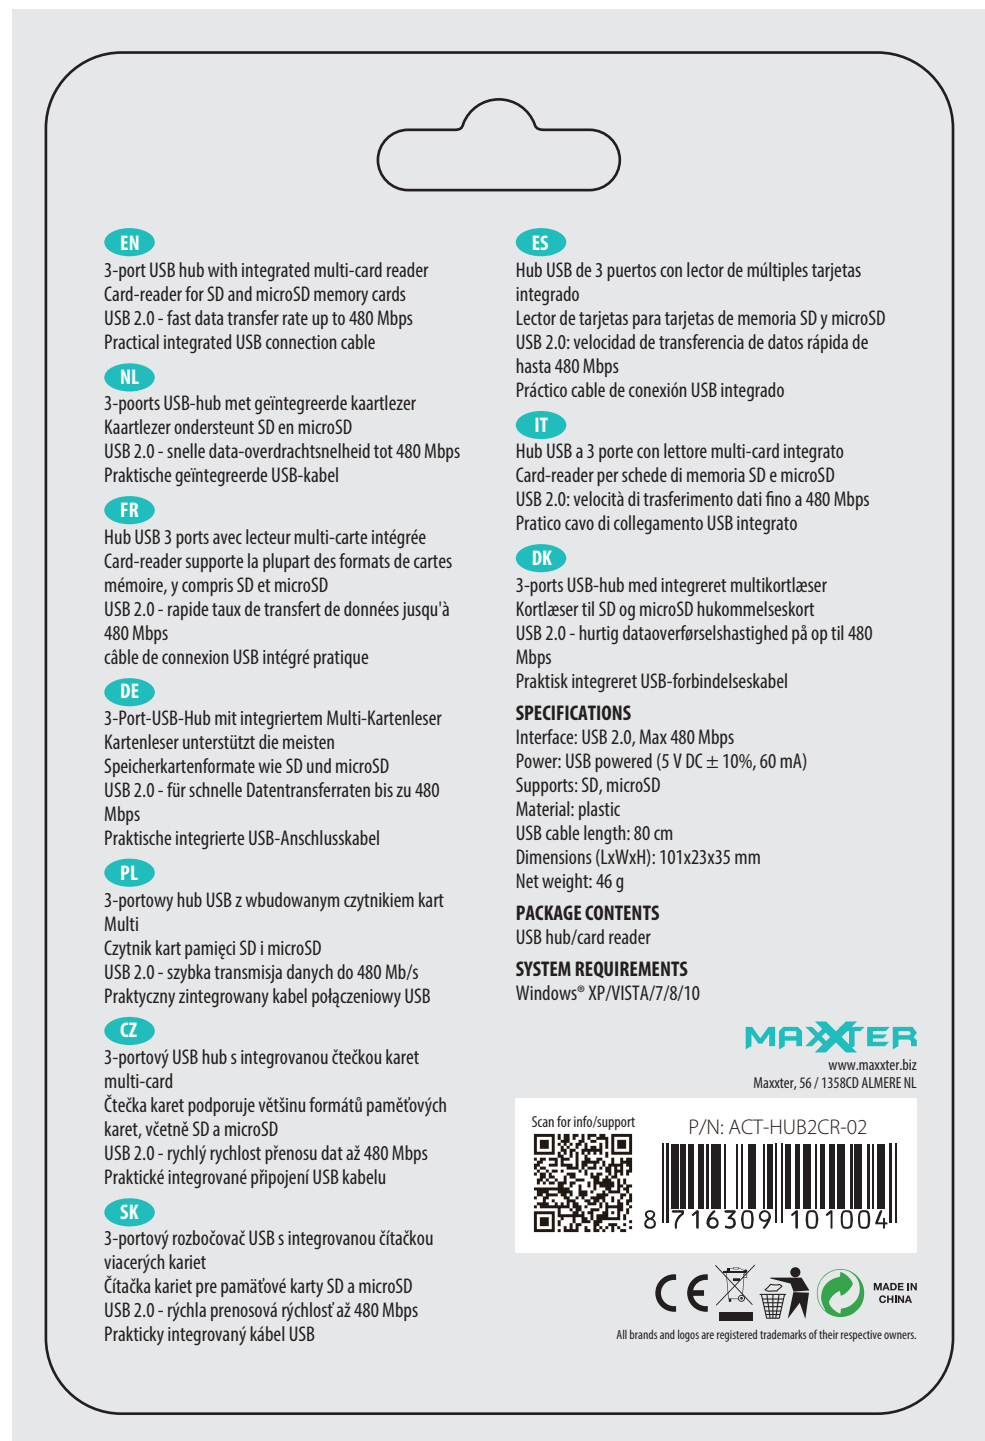 EN
3-port USB hub with integrated multi-card reader
Card-reader for SD and microSD memory cards
USB 2.0 - fast data transfer rate up to 480 Mbps
Practical integrated USB connection cable
NL
3-poorts USB-hub met geïntegreerde kaartlezer
Kaartlezer ondersteunt SD en microSD
USB 2.0 - snelle data-overdrachtsnelheid tot 480 Mbps
Praktische geïntegreerde USB-kabel
FR
Hub USB 3 ports avec lecteur multi-carte intégrée
Card-reader supporte la plupart des formats de cartes
mémoire, y compris SD et microSD
USB 2.0 - rapide taux de transfert de données jusqu'à
480 Mbps
câble de connexion USB intégré pratique
DE
3-Port-USB-Hub mit integriertem Multi-Kartenleser
Kartenleser unterstützt die meisten
Speicherkartenformate wie SD und microSD
USB 2.0 - für schnelle Datentransferraten bis zu 480
Mbps
Praktische integrierte USB-Anschlusskabel
PL
3-portowy hub USB z wbudowanym czytnikiem kart
Multi
Czytnik kart pamięci SD i microSD
USB 2.0 - szybka transmisja danych do 480 Mb/s
Praktyczny zintegrowany kabel połączeniowy USB
CZ
3-portový USB hub s integrovanou čtečkou karet
multi-card
Čtečka karet podporuje většinu formátů paměťových
karet, včetně SD a microSD
USB 2.0 - rychlý rychlost přenosu dat až 480 Mbps
Praktické integrované připojení USB kabelu
SK
3-portový rozbočovač USB s integrovanou čítačkou
viacerých kariet
Čítačka kariet pre pamäťové karty SD a microSD
USB 2.0 - rýchla prenosová rýchlosť až 480 Mbps
Prakticky integrovaný kábel USB
ES
Hub USB de 3 puertos con lector de múltiples tarjetas
integrado
Lector de tarjetas para tarjetas de memoria SD y microSD
USB 2.0: velocidad de transferencia de datos rápida de
hasta 480 Mbps
Práctico cable de conexión USB integrado
IT
Hub USB a 3 porte con lettore multi-card integrato
Card-reader per schede di memoria SD e microSD
USB 2.0: velocità di trasferimento dati fino a 480 Mbps
Pratico cavo di collegamento USB integrato
DK
3-ports USB-hub med integreret multikortlæser
Kortlæser til SD og microSD hukommelseskort
USB 2.0 - hurtig dataoverførselshastighed på op til 480
Mbps
Praktisk integreret USB-forbindelseskabel
SPECIFICATIONS
Interface: USB 2.0, Max 480 Mbps
Power: USB powered (5 V DC ± 10%, 60 mA)
Supports: SD, microSD
Material: plastic
USB cable length: 80 cm
Dimensions (LxWxH): 101x23x35 mm
Net weight: 46 g
PACKAGE CONTENTS
USB hub/card reader
SYSTEM REQUIREMENTS
Windows® XP/VISTA/7/8/10
MAXXTER
www.maxxter.biz
Maxxter, 56 / 1358CD ALMERE NL
Scan for info/support
P/N: ACT-HUB2CR-02
8 716309 101004
CE
MADE IN
CHINA
All brands and logos are registered trademarks of their respective owners.